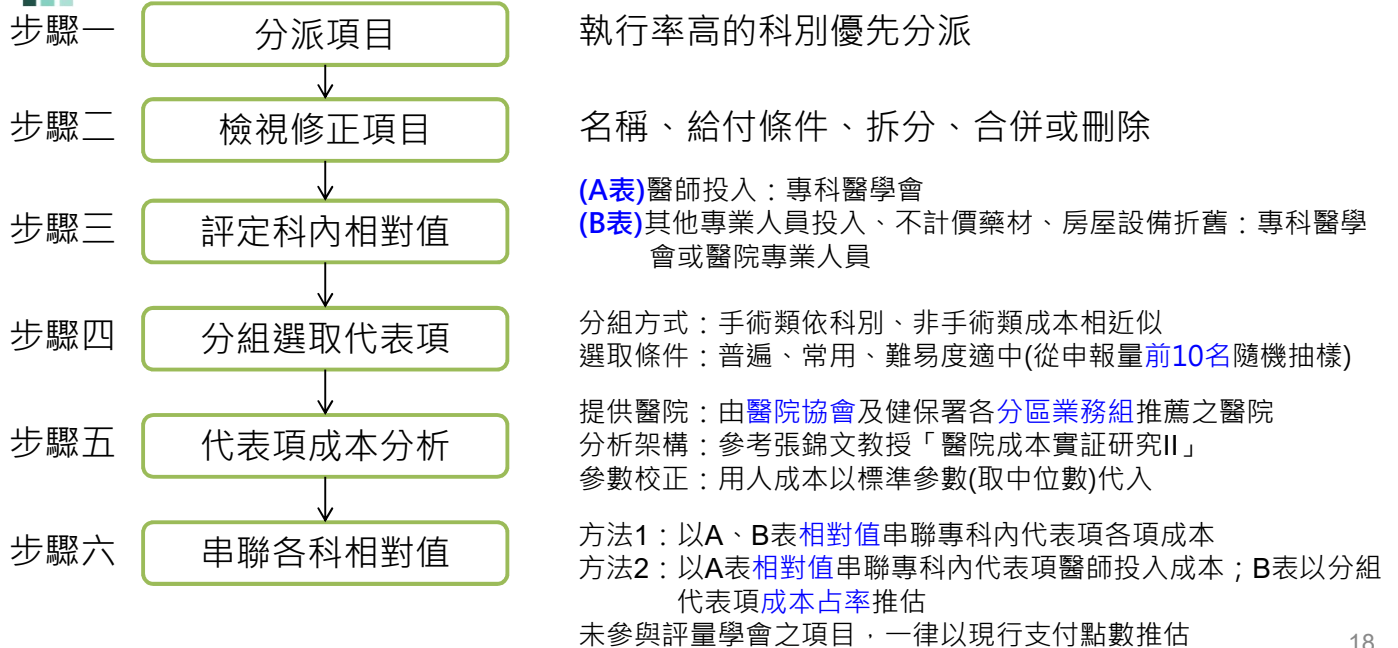 步驟一 分派項目 執行率高的科別優先分派
步驟二 檢視修正項目 名稱、給付條件、拆分、合併或刪除
步驟三 評定科內相對值
(A表)醫師投入：專科醫學會
(B表)其他專業人員投入、不計價藥材、房屋設備折舊：專科醫學
會或醫院專業人員
步驟四 分組選取代表項
分組方式：手術類依科別、非手術類成本相近似
選取條件：普遍、常用、難易度適中(從申報量前10名隨機抽樣)
步驟五 代表項成本分析
提供醫院：由醫院協會及健保署各分區業務組推薦之醫院
分析架構：參考張錦文教授「醫院成本實証研究II」
參數校正：用人成本以標準參數(取中位數)代入
步驟六 串聯各科相對值
方法1：以A、B表相對值串聯專科內代表項各項成本
方法2：以A表相對值串聯專科內代表項醫師投入成本；B表以分組
代表項成本占率推估
未參與評量學會之項目，一律以現行支付點數推估
18